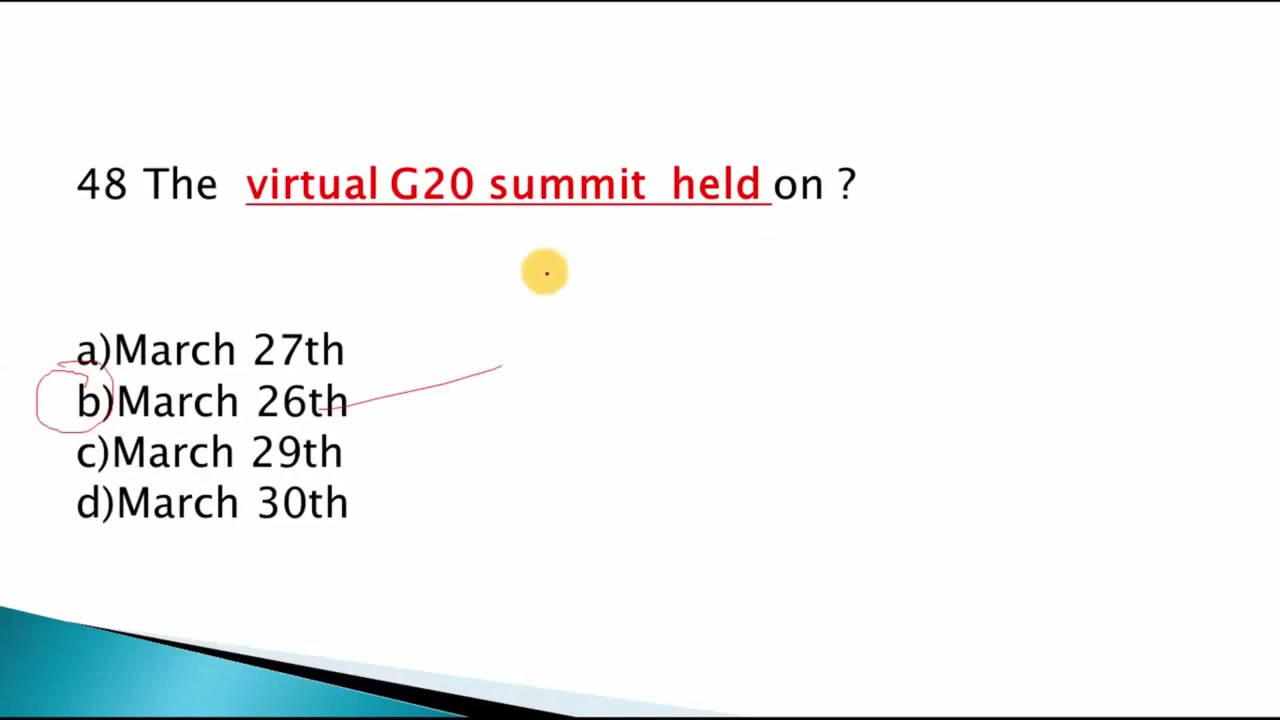 48 The virtual G20 summit held on ?
a)March 27th
b)March 26th
c)March 29th
d)March 30th